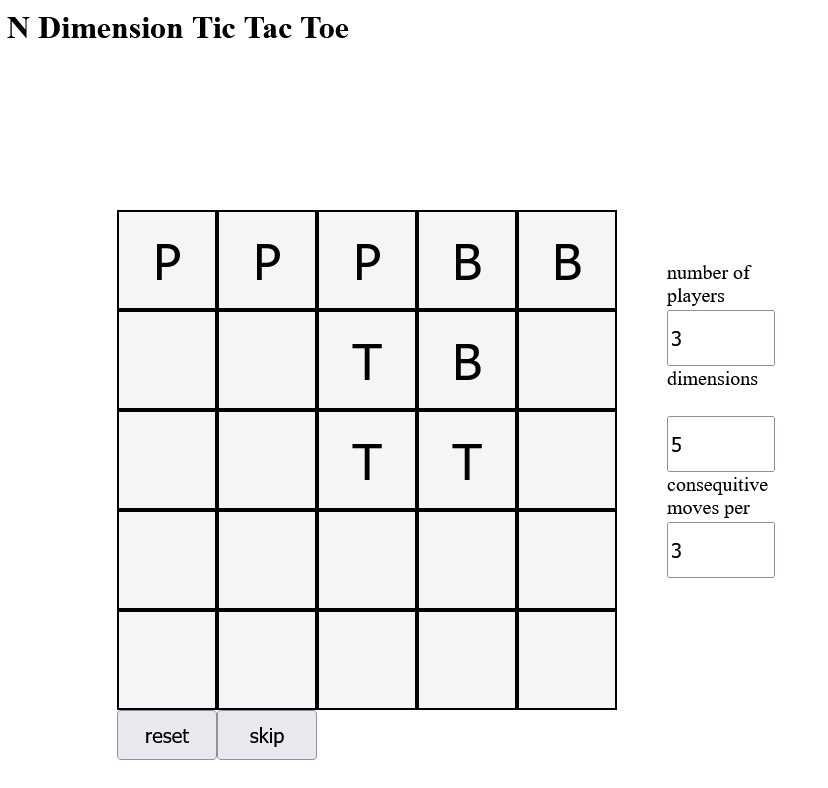 N Dimension Tic Tac Toe
P P P B B
T B
T T
number of
players
3
dimensions
5
consequitive
moves per
3
reset skip